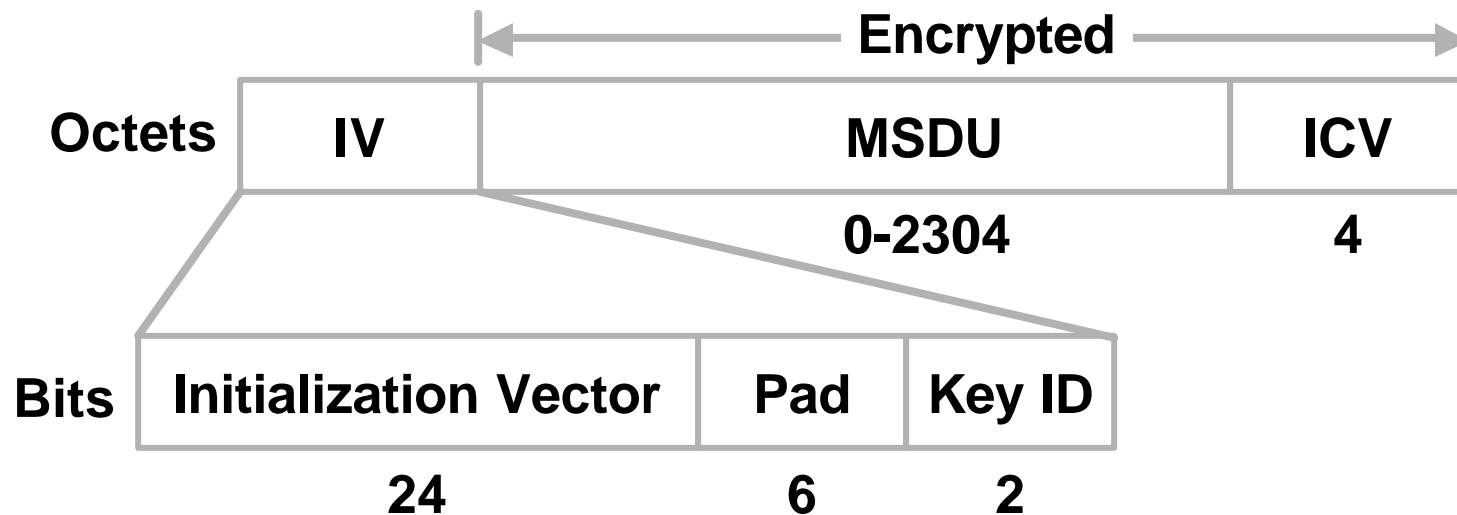 Encrypted
Octets IV MSDU ICV
0-2304 4
Bits Initialization Vector Pad Key ID
24 6 2